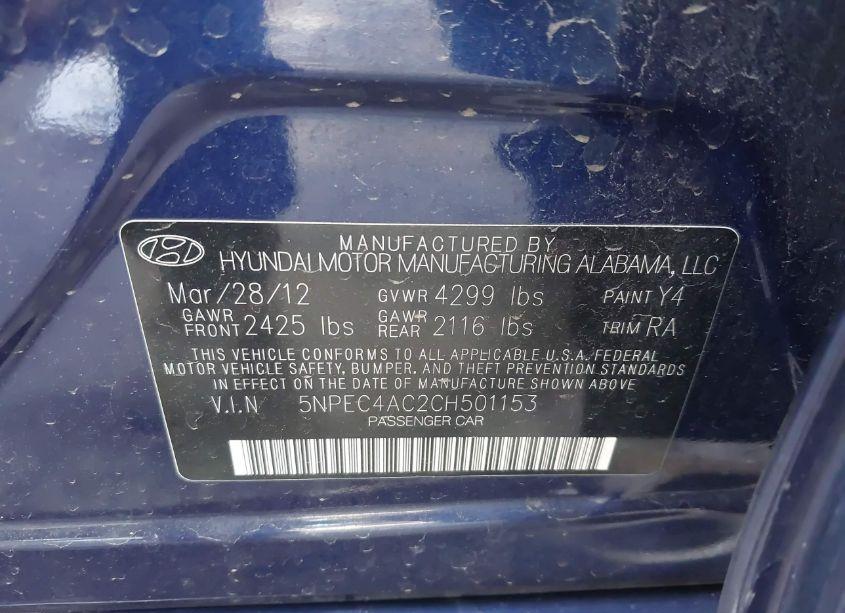 MANUFACTURED BY
HYUNDAI MOTOR MANUFACTURING ALABAMA, LLC
Mar/28/12 GVWR 4299 lbs PAINT Y4
GAWR FRONT 2425 lbs GAWR REAR 2116 lbs TRIM RA
THIS VEHICLE CONFORMS TO ALL APPLICABLE U.S.A. FEDERAL
MOTOR VEHICLE SAFETY, BUMPER. AND THEFT PREVENTION STANDARDS
IN EFFECT ON THE DATE OF MANUFACTURE SHOWN ABOVE
V.I.N 5NPEC4AC2CH501153
PASSENGER CAR